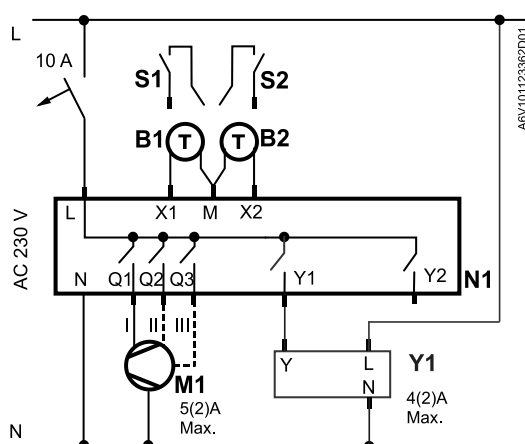 L
10 A
S1
S2
B1
T
T
B2
L
X1
M
X2
AC 230 V
N
Q1
Q2
Q3
Y1
Y2
N1
I
II
III
Y
L
N
Y1
M1
5(2)A
Max.
4(2)A
Max.
N
A6V101123362D01